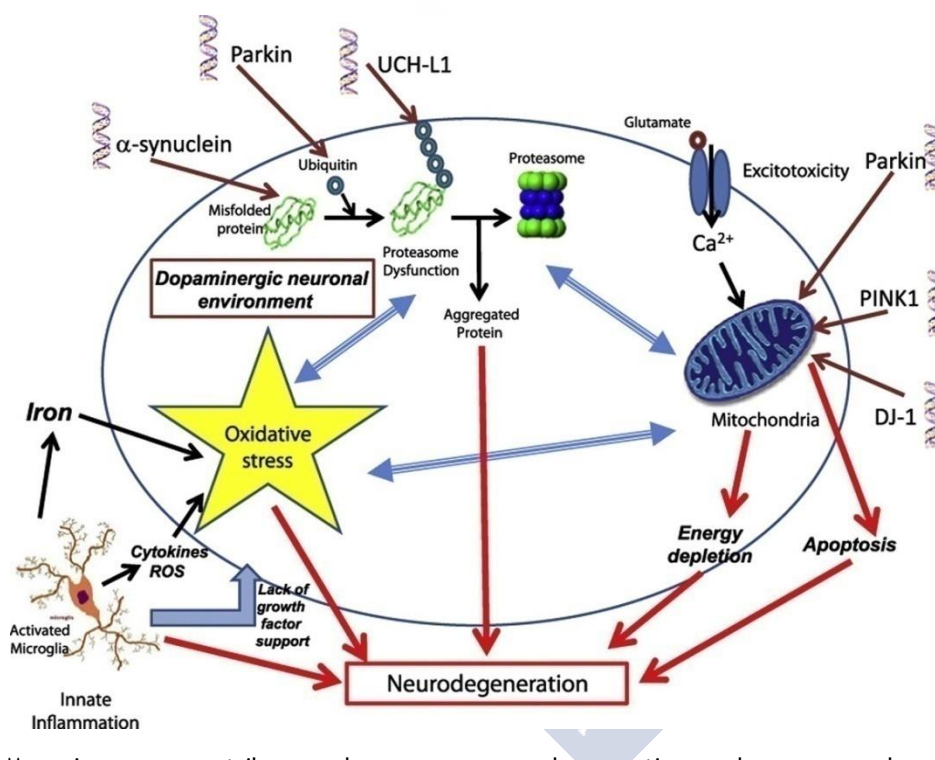 Parkin
UCH-L1
α-synuclein
Ubiquitin
Misfolded
protein
Proteasome
Dysfunction
Proteasome
Aggregated
Protein
Glutamate
Excitotoxicity
Ca²⁺
Parkin
PINK1
DJ-1
Mitochondria
Dopaminergic neuronal
environment
Oxidative
stress
Iron
Cytokines
ROS
microglia
Activated
Microglia
Lack of
growth
factor
support
Energy
depletion
Apoptosis
Neurodegeneration
Innate
Inflammation